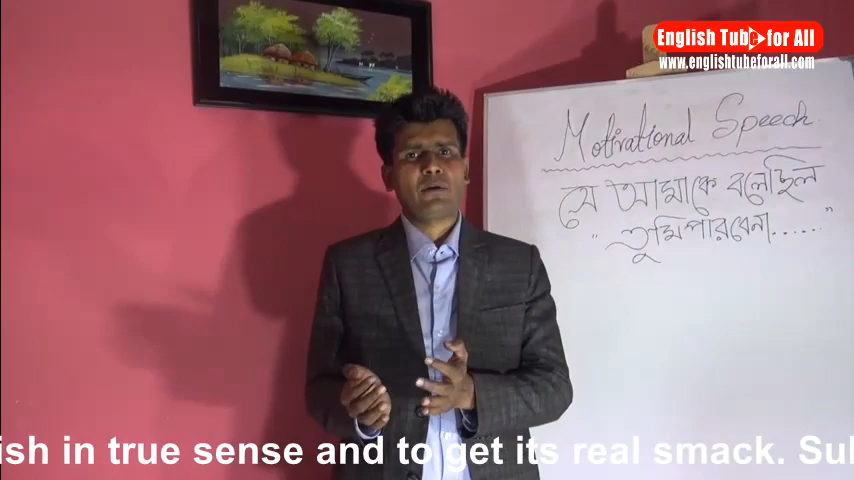 English Tube for All
www.englishtubeforall.com
Motivational Speech
সে আমাকে বলেছিল
"তুমি পারবেনা......"
ish in true sense and to get its real smack. Sul